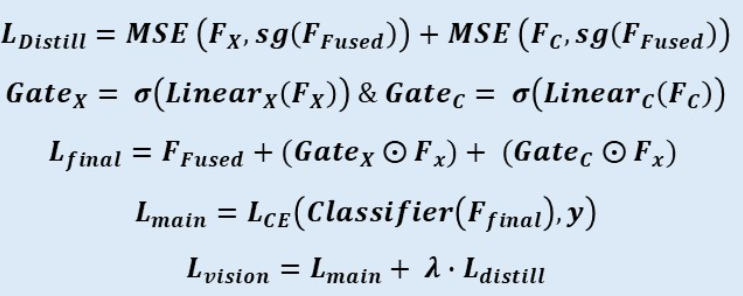 L_Distill = MSE (F_X, sg(F_Fused)) + MSE (F_C, sg(F_Fused))
Gate_X = σ(Linear_X(F_X)) & Gate_C = σ(Linear_C(F_C))
L_final = F_Fused + (Gate_X ⊙ F_x) + (Gate_C ⊙ F_x)
L_main = L_CE(Classifier(F_final), y)
L_vision = L_main + λ · L_distill